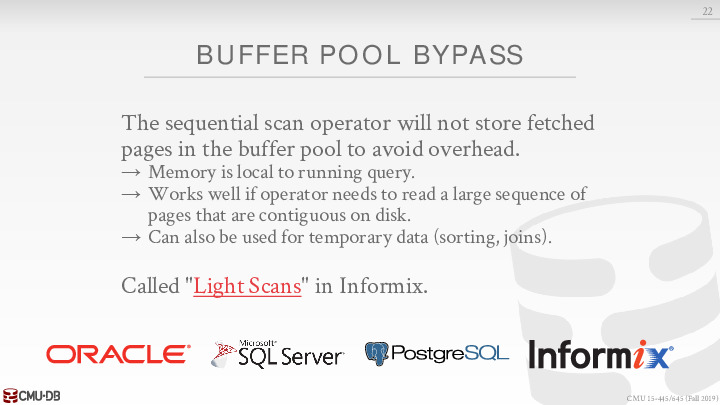 22
BUFFER POOL BYPASS
The sequential scan operator will not store fetched
pages in the buffer pool to avoid overhead.
→ Memory is local to running query.
→ Works well if operator needs to read a large sequence of
pages that are contiguous on disk.
→ Can also be used for temporary data (sorting, joins).
Called "Light Scans" in Informix.
ORACLE®
Microsoft®
SQL Server®
PostgreSQL
Informix®
CMU·DB
CMU 15-445/645 (Fall 2019)